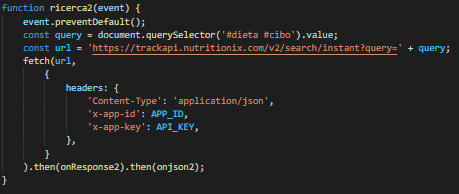 function ricerca2(event) {
    event.preventDefault();
    const query = document.querySelector('#dieta #cibo').value;
    const url = 'https://trackapi.nutritionix.com/v2/search/instant?query=' + query;
    fetch(url,
        {
            headers: {
                'Content-Type': 'application/json',
                'x-app-id': APP_ID,
                'x-app-key': API_KEY,
            },
        }
    ).then(onResponse2).then(onjson2);
}